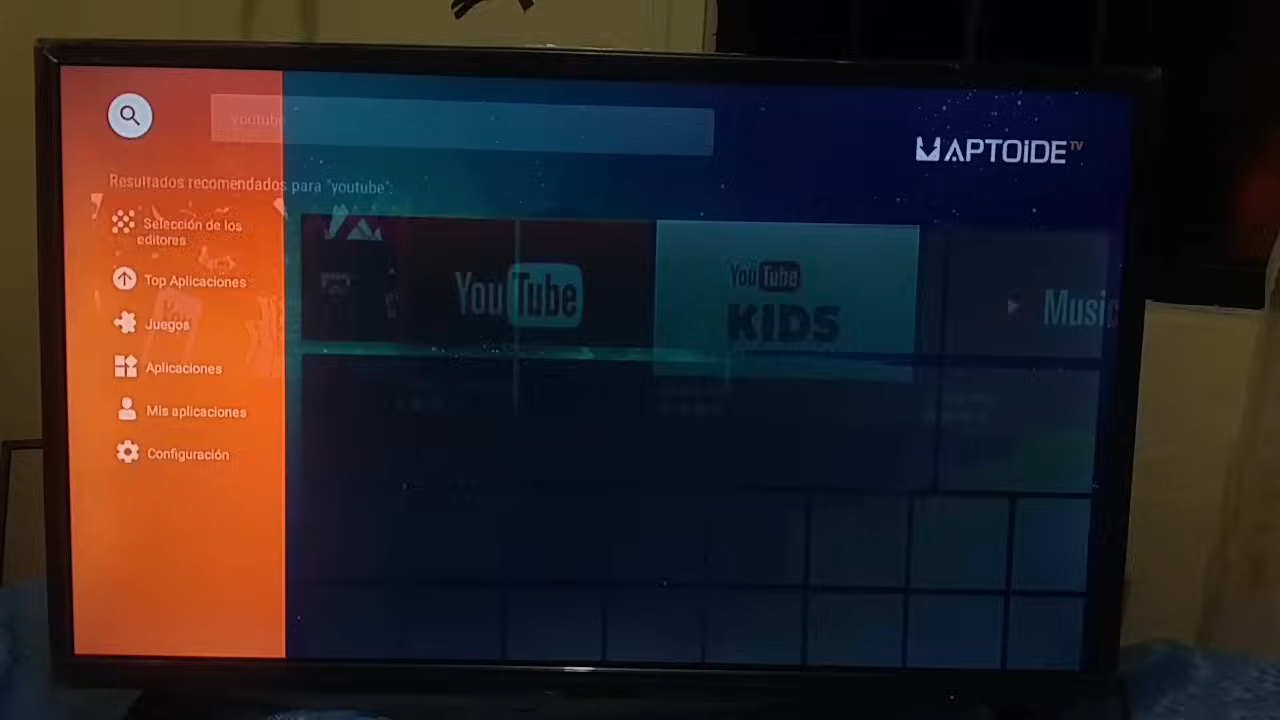 youtube
APTOIDE TV
Resultados recomendados para "youtube":
Selección de los
editores
Top Aplicaciones
Juegos
Aplicaciones
Mis aplicaciones
Configuración
YouTube
YouTube
KIDS
Music